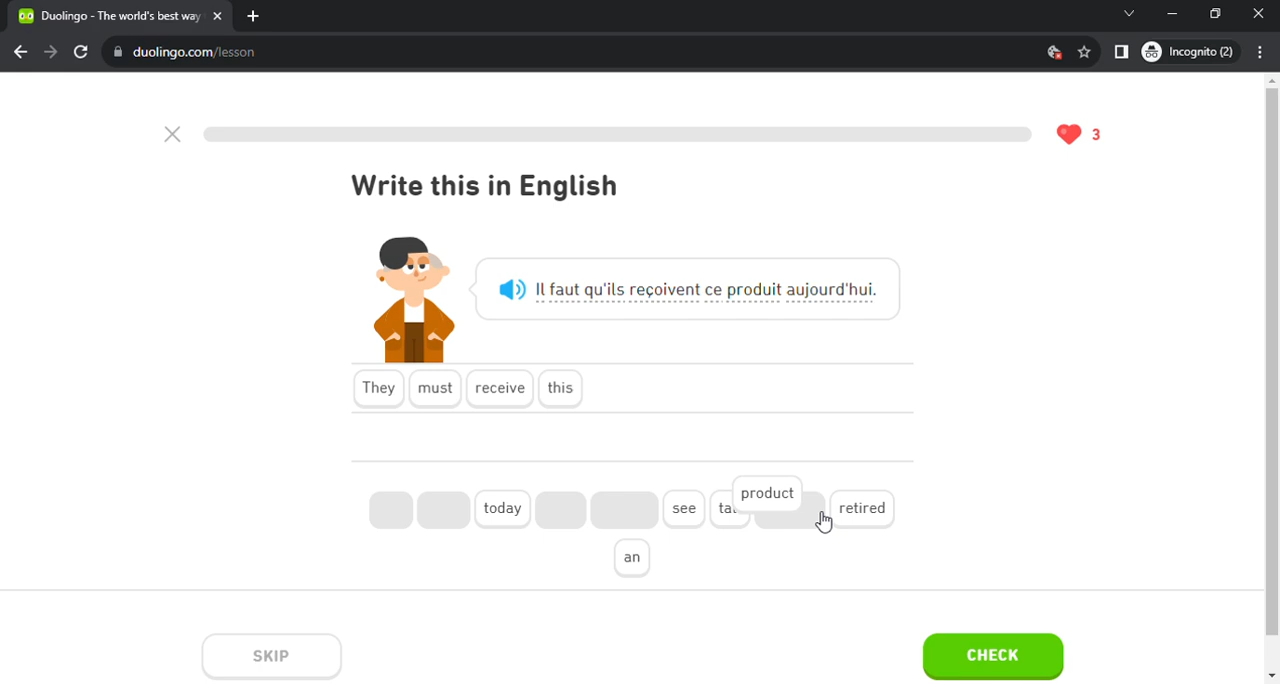 Duolingo - The world's best way
duolingo.com/lesson
Incognito (2)
3
Write this in English
Il faut qu'ils reçoivent ce produit aujourd'hui.
They must receive this
product
today see retired
an
SKIP CHECK